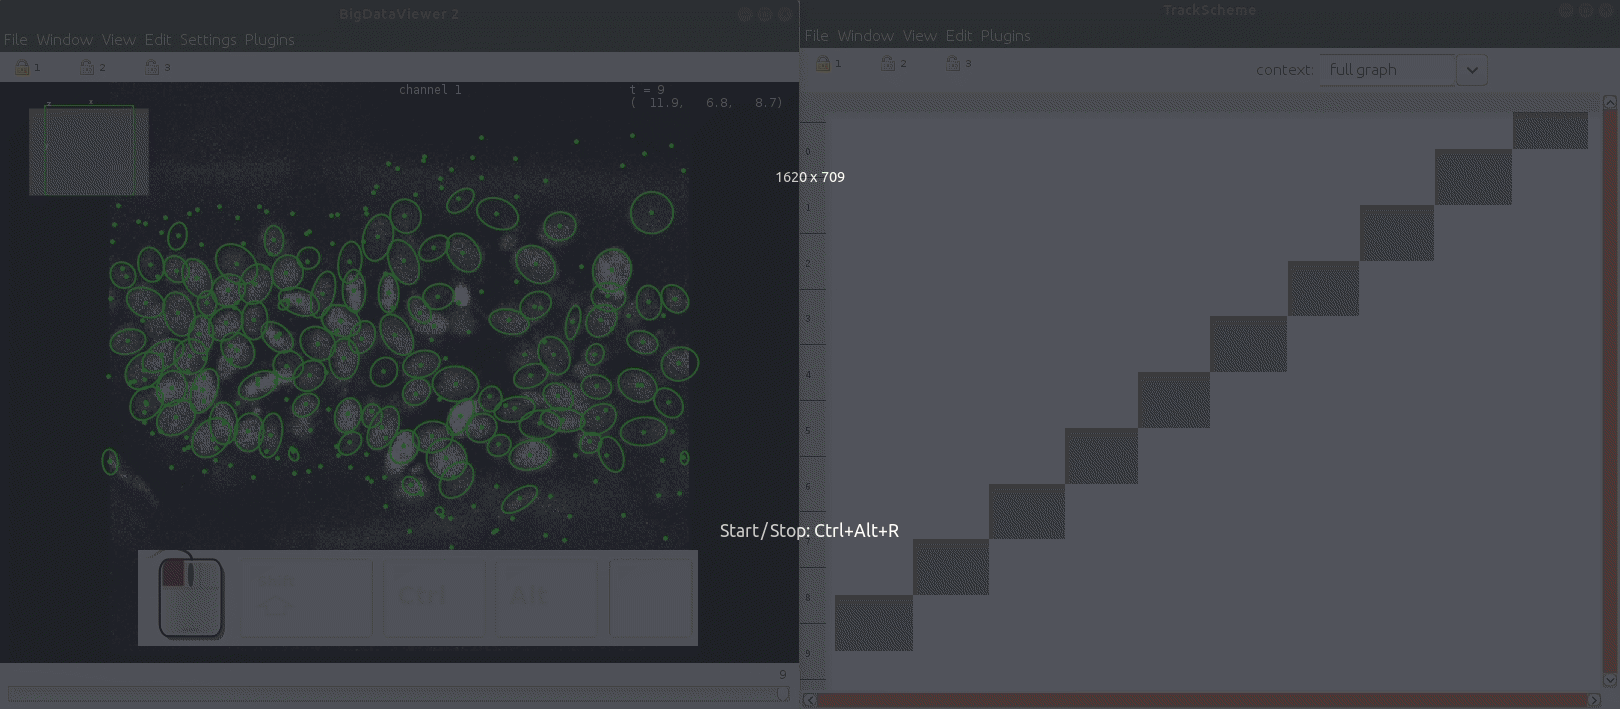 BigDataViewer 2
File Window View Edit Settings Plugins
1 2 3
channel 1
t = 9
( 11.9, 6.8, 8.7)
z
x
y
Ctrl
Alt
9
TrackScheme
File Window View Edit Plugins
1 2 3
context: full graph
0
1
2
3
4
5
6
7
8
9
1620 x 709
Start/Stop: Ctrl+Alt+R